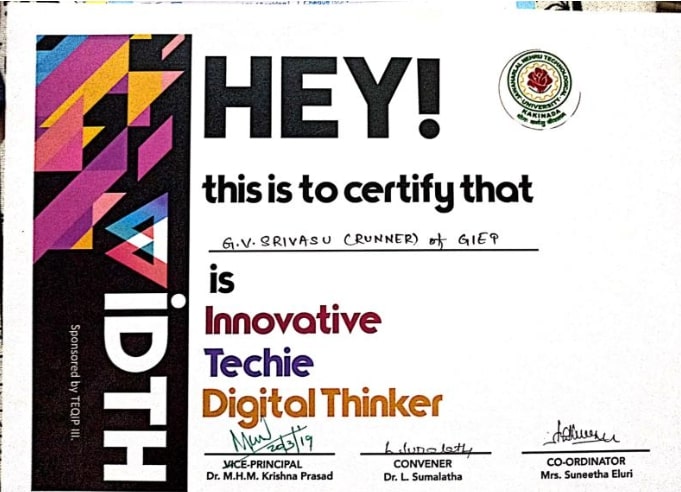 HEY!
JAWAHARLAL NEHRU TECHNOLOGICAL UNIVERSITY
KAKINADA
this is to certify that
G.V. SRIVASU (RUNNER) of GIEP
is
Innovative
Techie
Digital Thinker
WiDTH
Sponsored by TEQIP III.
20/3/19
VICE-PRINCIPAL
Dr. M.H.M. Krishna Prasad
L. Sumalatha
CONVENER
Dr. L. Sumalatha
CO-ORDINATOR
Mrs. Suneetha Eluri